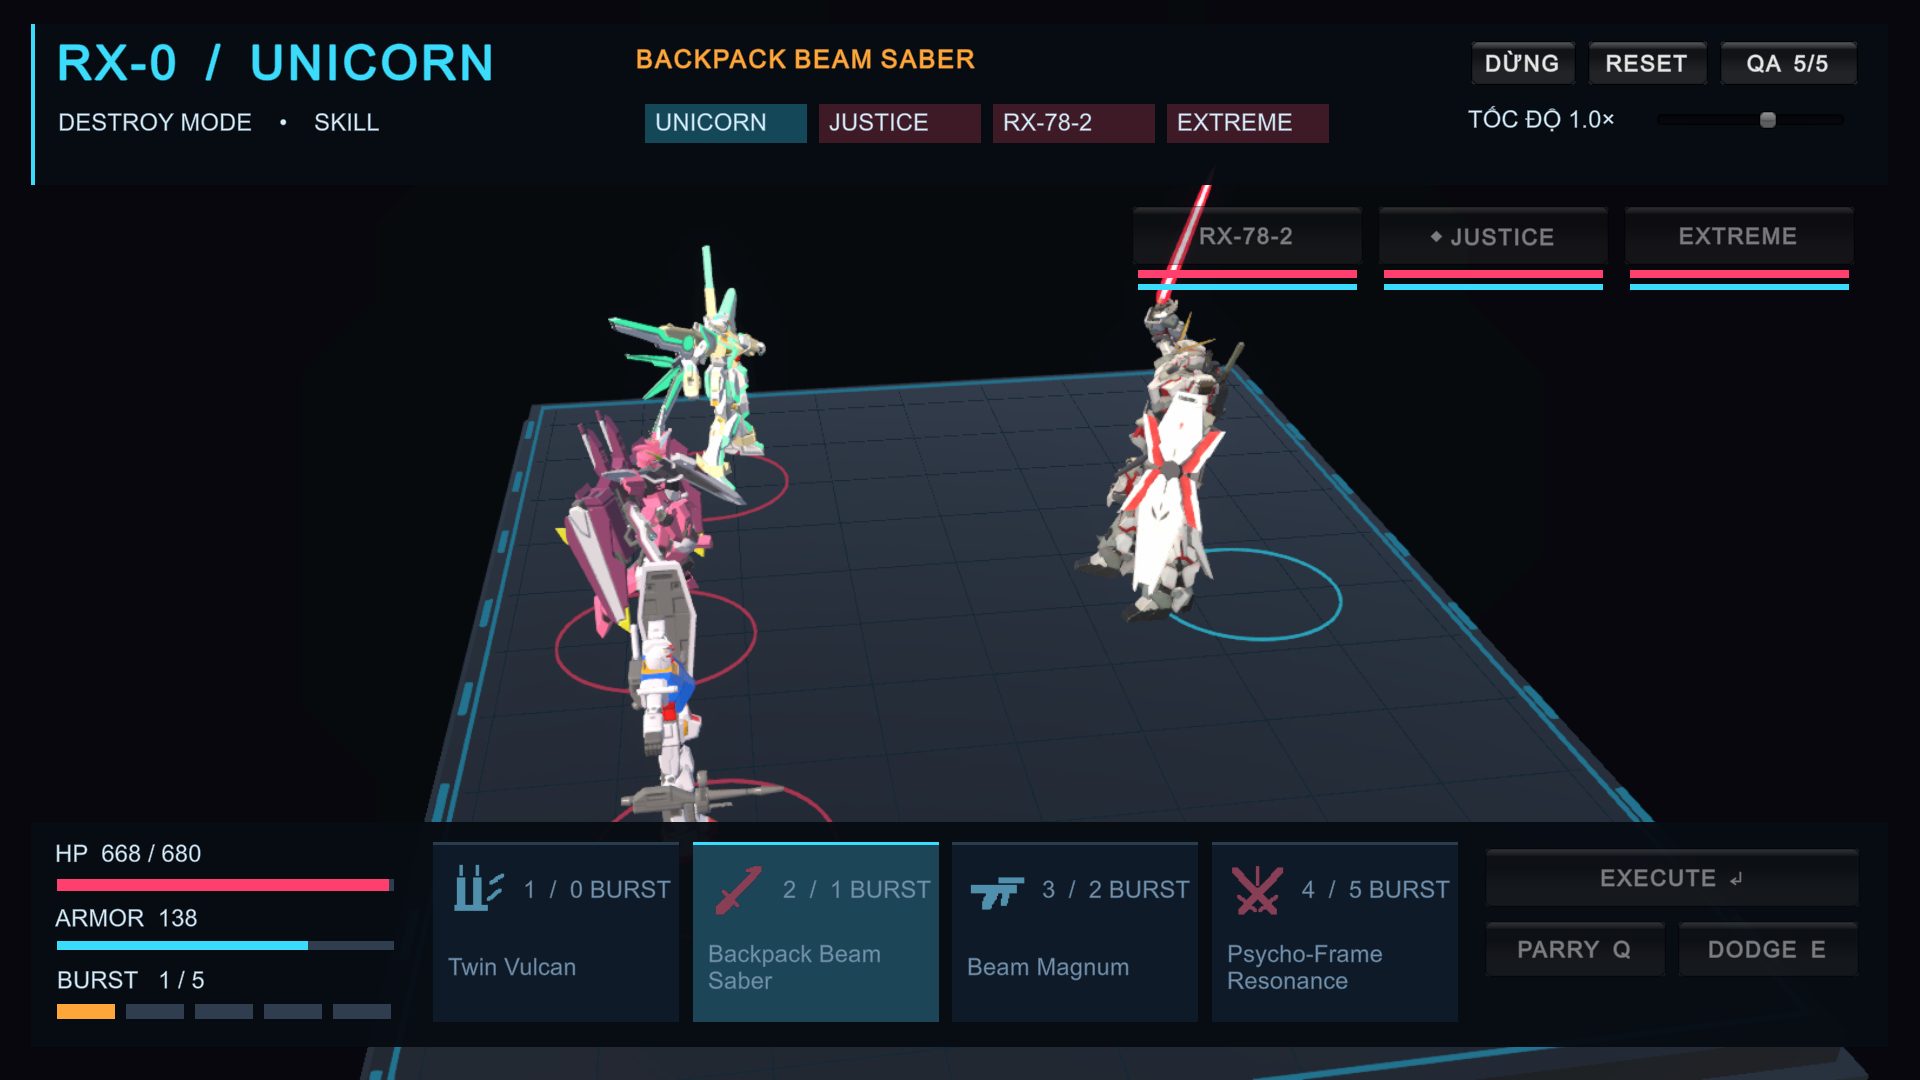 RX-0 / UNICORN
DESTROY MODE • SKILL
BACKPACK BEAM SABER
UNICORN
JUSTICE
RX-78-2
EXTREME
DỪNG
RESET
QA 5/5
TỐC ĐỘ 1.0×
RX-78-2
◆ JUSTICE
EXTREME
HP 668 / 680
ARMOR 138
BURST 1 / 5
1 / 0 BURST
Twin Vulcan
2 / 1 BURST
Backpack Beam
Saber
3 / 2 BURST
Beam Magnum
4 / 5 BURST
Psycho-Frame
Resonance
EXECUTE ↲
PARRY Q
DODGE E